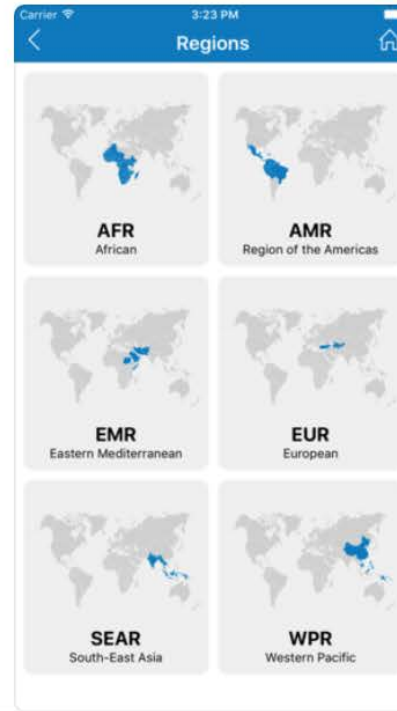 Carrier 3:23 PM
Regions
AFR
African
AMR
Region of the Americas
EMR
Eastern Mediterranean
EUR
European
SEAR
South-East Asia
WPR
Western Pacific